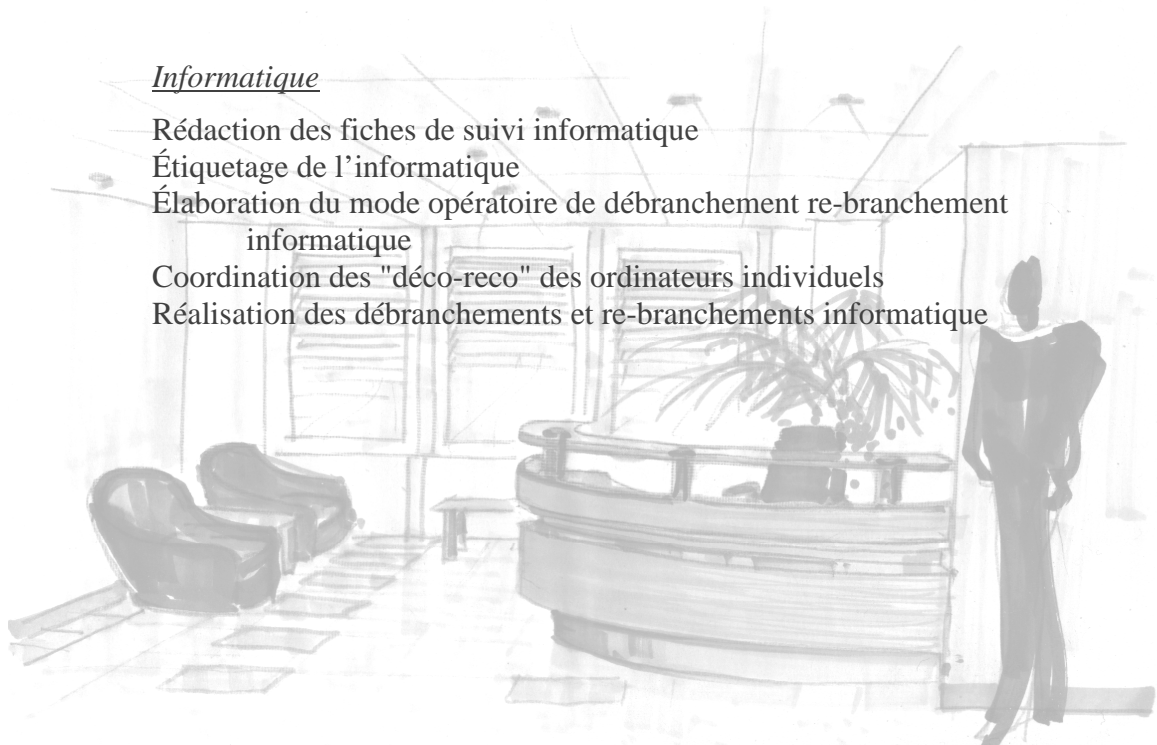 Informatique
Rédaction des fiches de suivi informatique
Étiquetage de l’informatique
Élaboration du mode opératoire de débranchement re-branchement
informatique
Coordination des "déco-reco" des ordinateurs individuels
Réalisation des débranchements et re-branchements informatique